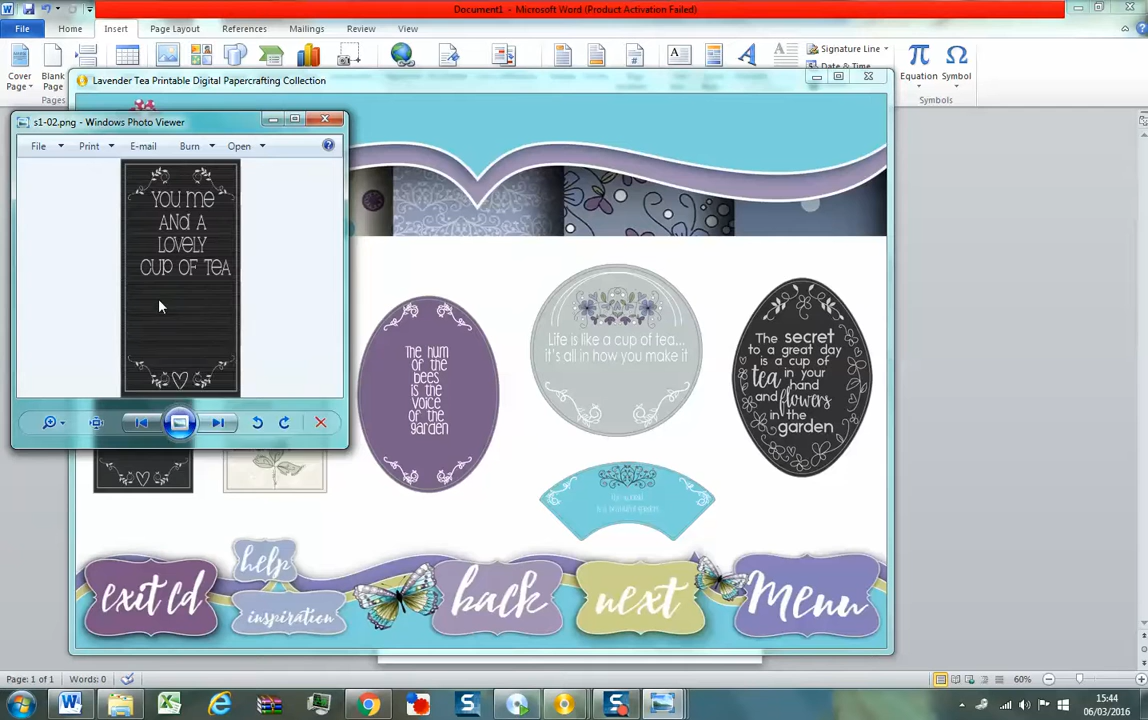 Document1 - Microsoft Word (Product Activation Failed)
File
Home
Insert
Page Layout
References
Mailings
Review
View
Cover
Page
Blank
Page
Pages
Signature Line
Date & Time
Equation
Symbol
Symbols
Lavender Tea Printable Digital Papercrafting Collection
s1-02.png - Windows Photo Viewer
File
Print
E-mail
Burn
Open
YOU ME
AND A
LOVELY
CUP OF TEA
The hum
of the
bees
is the
voice
of the
garden
Life is like a cup of tea...
it's all in how you make it
The secret
to a great day
is a cup of
tea in your
hand
and flowers
in the
garden
exit cd
help
inspiration
back
next
Menu
Page: 1 of 1
Words: 0
60%
15:44
06/03/2016